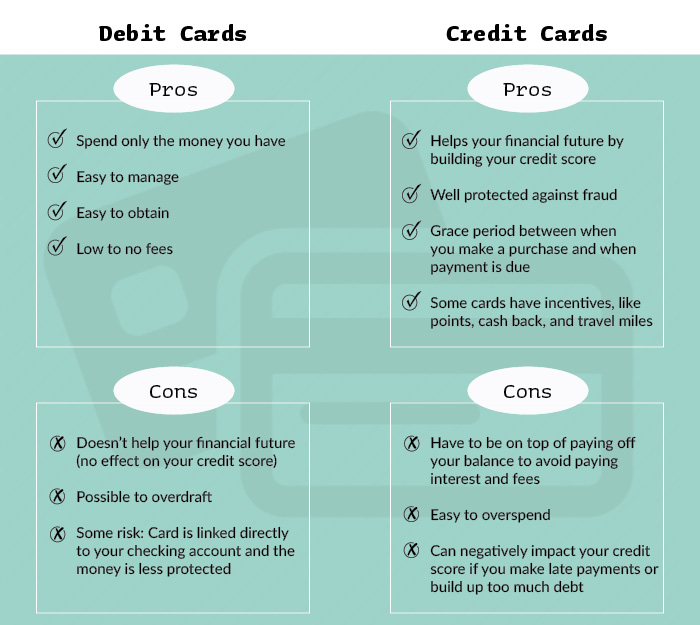 Debit Cards
Pros
Spend only the money you have
Easy to manage
Easy to obtain
Low to no fees
Cons
Doesn't help your financial future
(no effect on your credit score)
Possible to overdraft
Some risk: Card is linked directly
to your checking account and the
money is less protected
Credit Cards
Pros
Helps your financial future by
building your credit score
Well protected against fraud
Grace period between when
you make a purchase and when
payment is due
Some cards have incentives, like
points, cash back, and travel miles
Cons
Have to be on top of paying off
your balance to avoid paying
interest and fees
Easy to overspend
Can negatively impact your credit
score if you make late payments or
build up too much debt